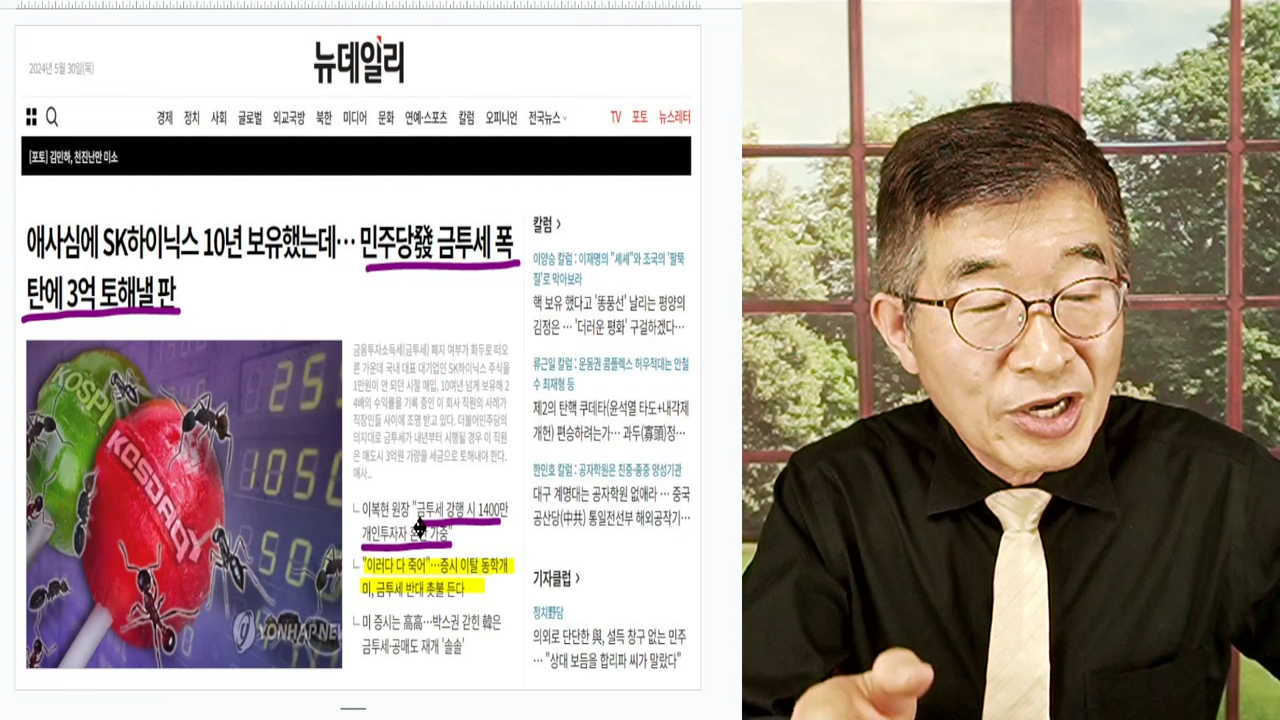 2024년 5월 30일(목)
뉴데일리
경제 정치 사회 글로벌 외교국방 북한 미디어 문화 연예·스포츠 칼럼 오피니언 전국뉴스 TV 포토 뉴스레터
[포토] 김민하, 천진난만 미소
애사심에 SK하이닉스 10년 보유했는데… 민주당發 금투세 폭
탄에 3억 토해낼 판
KOSPI
KOSDAQ
25
1050
50
YONHAPNEW
금융투자소득세(금투세) 폐지 여부가 화두로 떠오
른 가운데 국내 대표 대기업인 SK하이닉스 주식을
1만원이 안 되던 시절 매입, 10여년 넘게 보유해 2
4배의 수익률을 기록 중인 이 회사 직원의 사례가
직장인들 사이에 조명 받고 있다. 더불어민주당의
의지대로 금투세가 내년부터 시행될 경우 이 직원
은 매도시 3억원 가량을 세금으로 토해내야 한다.
애사..
이복현 원장 "금투세 강행 시 1400만
개인투자자 혼란 가중"
"이러다 다 죽어"…증시 이탈 동학개
미, 금투세 반대 촛불 든다
미 증시는 高高…박스권 갇힌 韓은
금투세·공매도 재개 '솔솔'
칼럼
이양승 칼럼 : 이재명의 "셰셰"와 조국의 '팔뚝
질'로 막아보라
핵 보유 했다고 '똥풍선' 날리는 평양의
김정은 … '더러운 평화' 구걸하겠다…
류근일 칼럼 : 운동권 콤플렉스 허우적대는 안철
수 최재형 등
제2의 탄핵 쿠데타(윤석열 타도+내각제
개헌) 편승하려는가… 과두(寡頭)정…
한민호 칼럼 : 공자학원은 친중·종중 양성기관
대구 계명대는 공자학원 없애라 … 중국
공산당(中共) 통일전선부 해외공작기…
기자클럽
정치野담
의외로 단단한 與, 설득 창구 없는 민주
… "상대 보듬을 합리파 씨가 말랐다"